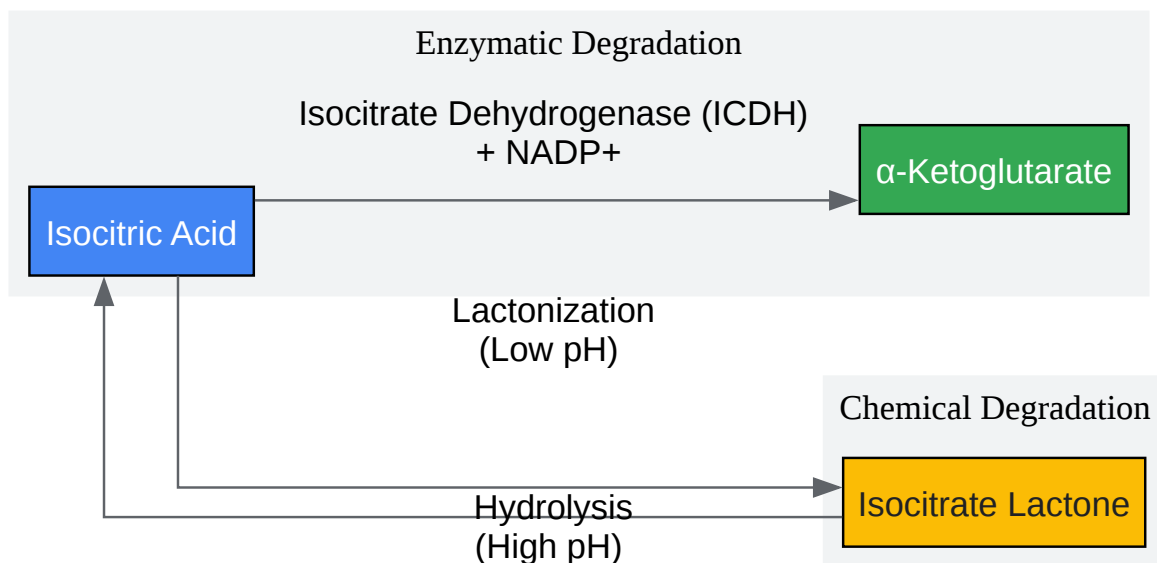 Enzymatic Degradation
Isocitrate Dehydrogenase (ICDH)
+ NADP+
α-Ketoglutarate
Isocitric Acid
Lactonization
(Low pH)
Chemical Degradation
Isocitrate Lactone
Hydrolysis
(High pH)